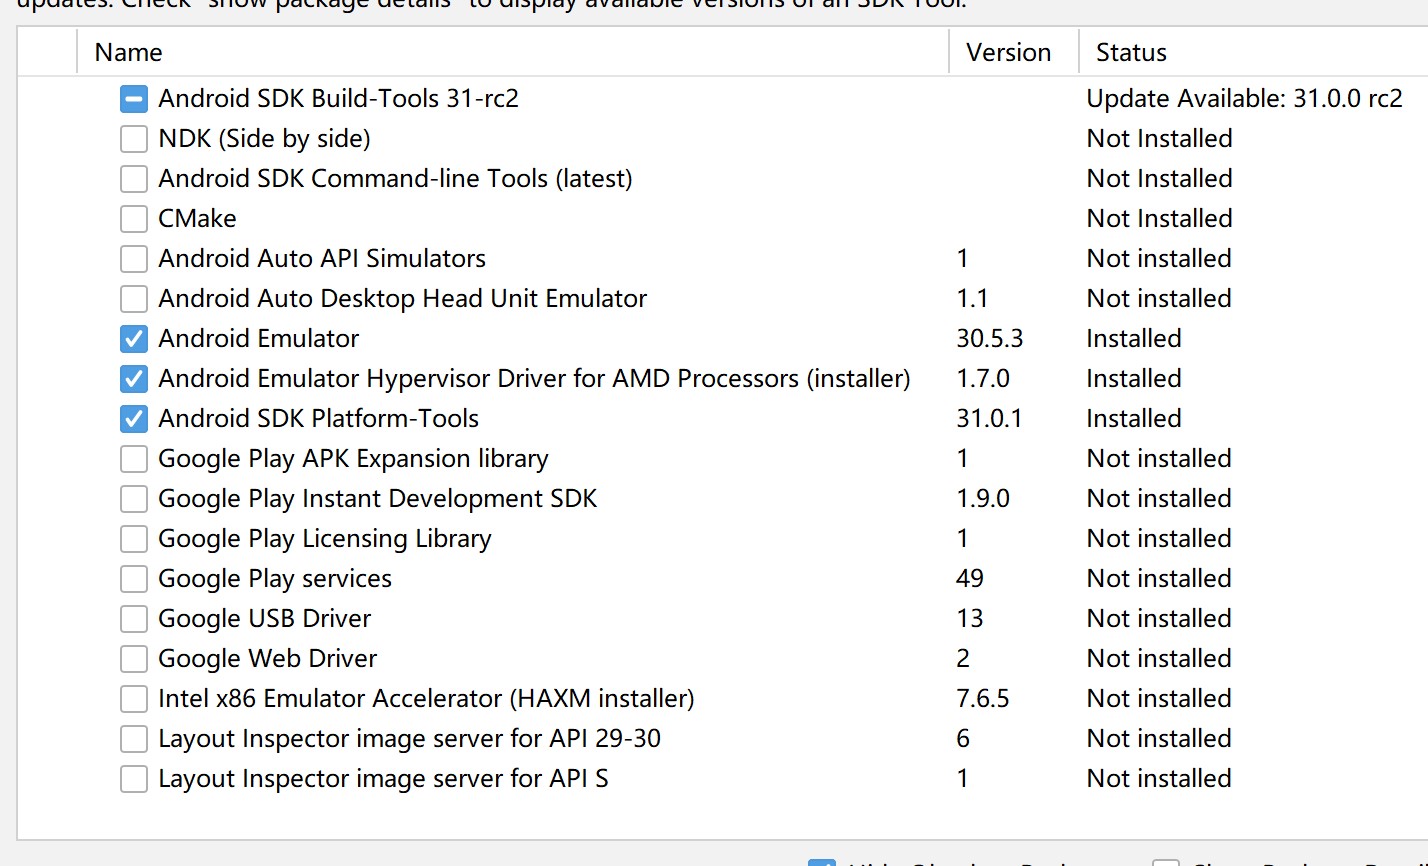 updates. Check "show package details" to display available versions of an SDK Tool.
Name Version Status
Android SDK Build-Tools 31-rc2 Update Available: 31.0.0 rc2
NDK (Side by side) Not Installed
Android SDK Command-line Tools (latest) Not Installed
CMake Not Installed
Android Auto API Simulators 1 Not installed
Android Auto Desktop Head Unit Emulator 1.1 Not installed
Android Emulator 30.5.3 Installed
Android Emulator Hypervisor Driver for AMD Processors (installer) 1.7.0 Installed
Android SDK Platform-Tools 31.0.1 Installed
Google Play APK Expansion library 1 Not installed
Google Play Instant Development SDK 1.9.0 Not installed
Google Play Licensing Library 1 Not installed
Google Play services 49 Not installed
Google USB Driver 13 Not installed
Google Web Driver 2 Not installed
Intel x86 Emulator Accelerator (HAXM installer) 7.6.5 Not installed
Layout Inspector image server for API 29-30 6 Not installed
Layout Inspector image server for API S 1 Not installed